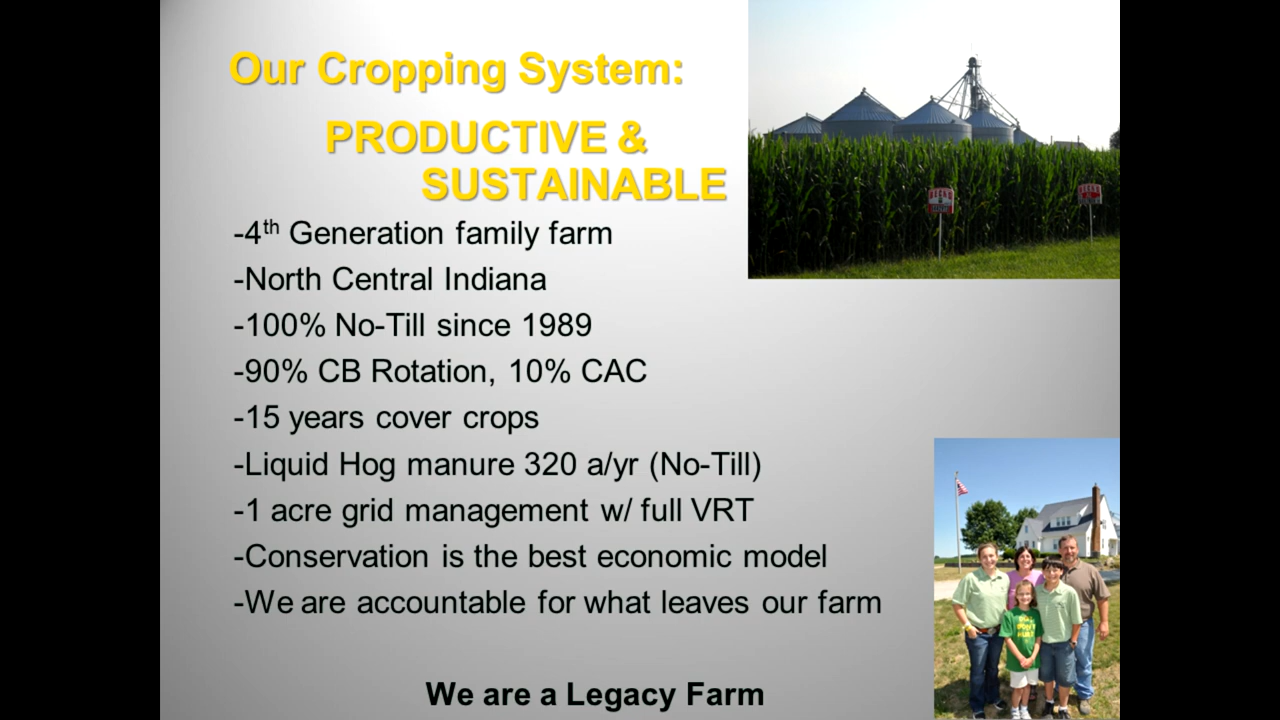 Our Cropping System:
PRODUCTIVE &
SUSTAINABLE
-4th Generation family farm
-North Central Indiana
-100% No-Till since 1989
-90% CB Rotation, 10% CAC
-15 years cover crops
-Liquid Hog manure 320 a/yr (No-Till)
-1 acre grid management w/ full VRT
-Conservation is the best economic model
-We are accountable for what leaves our farm
We are a Legacy Farm